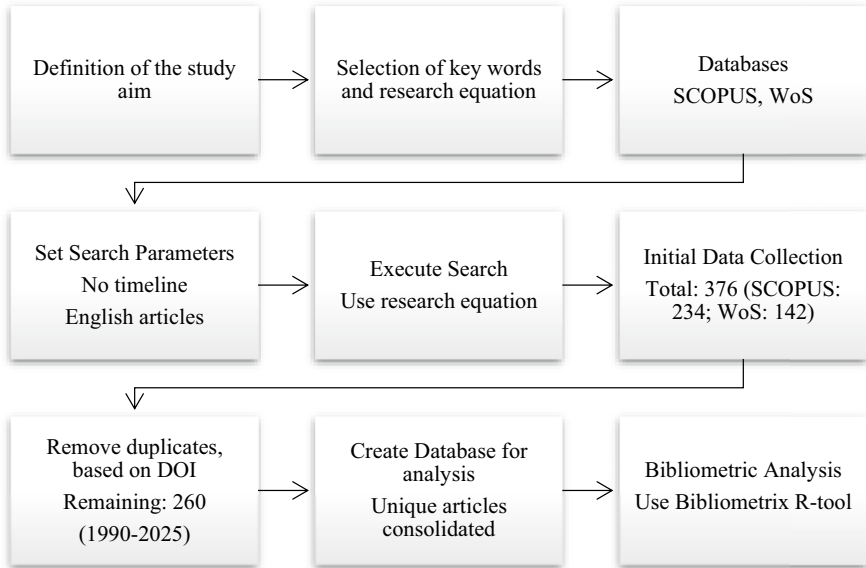 Definition of the study
aim
Selection of key words
and research equation
Databases
SCOPUS, WoS
Set Search Parameters
No timeline
English articles
Execute Search
Use research equation
Initial Data Collection
Total: 376 (SCOPUS:
234; WoS: 142)
Remove duplicates,
based on DOI
Remaining: 260
(1990-2025)
Create Database for
analysis
Unique articles
consolidated
Bibliometric Analysis
Use Bibliometrix R-tool